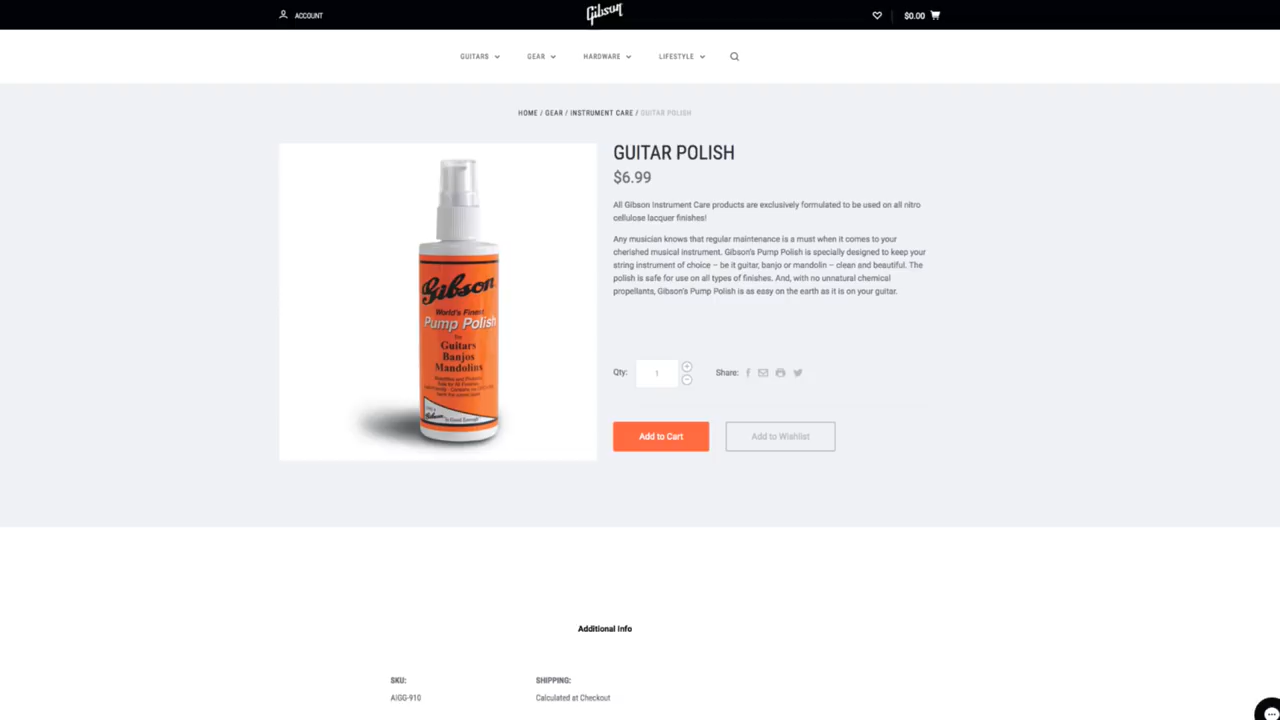 ACCOUNT
Gibson
$0.00
GUITARS
GEAR
HARDWARE
LIFESTYLE
HOME / GEAR / INSTRUMENT CARE / GUITAR POLISH
GUITAR POLISH
$6.99
All Gibson Instrument Care products are exclusively formulated to be used on all nitro
cellulose lacquer finishes!
Any musician knows that regular maintenance is a must when it comes to your
cherished musical instrument. Gibson's Pump Polish is specially designed to keep your
string instrument of choice – be it guitar, banjo or mandolin – clean and beautiful. The
polish is safe for use on all types of finishes. And, with no unnatural chemical
propellants, Gibson's Pump Polish is as easy on the earth as it is on your guitar.
Gibson
World's Finest
Pump Polish
for
Guitars
Banjos
Mandolins
Qty:
1
Share:
Add to Cart
Add to Wishlist
Additional Info
SKU:
AIGG-910
SHIPPING:
Calculated at Checkout